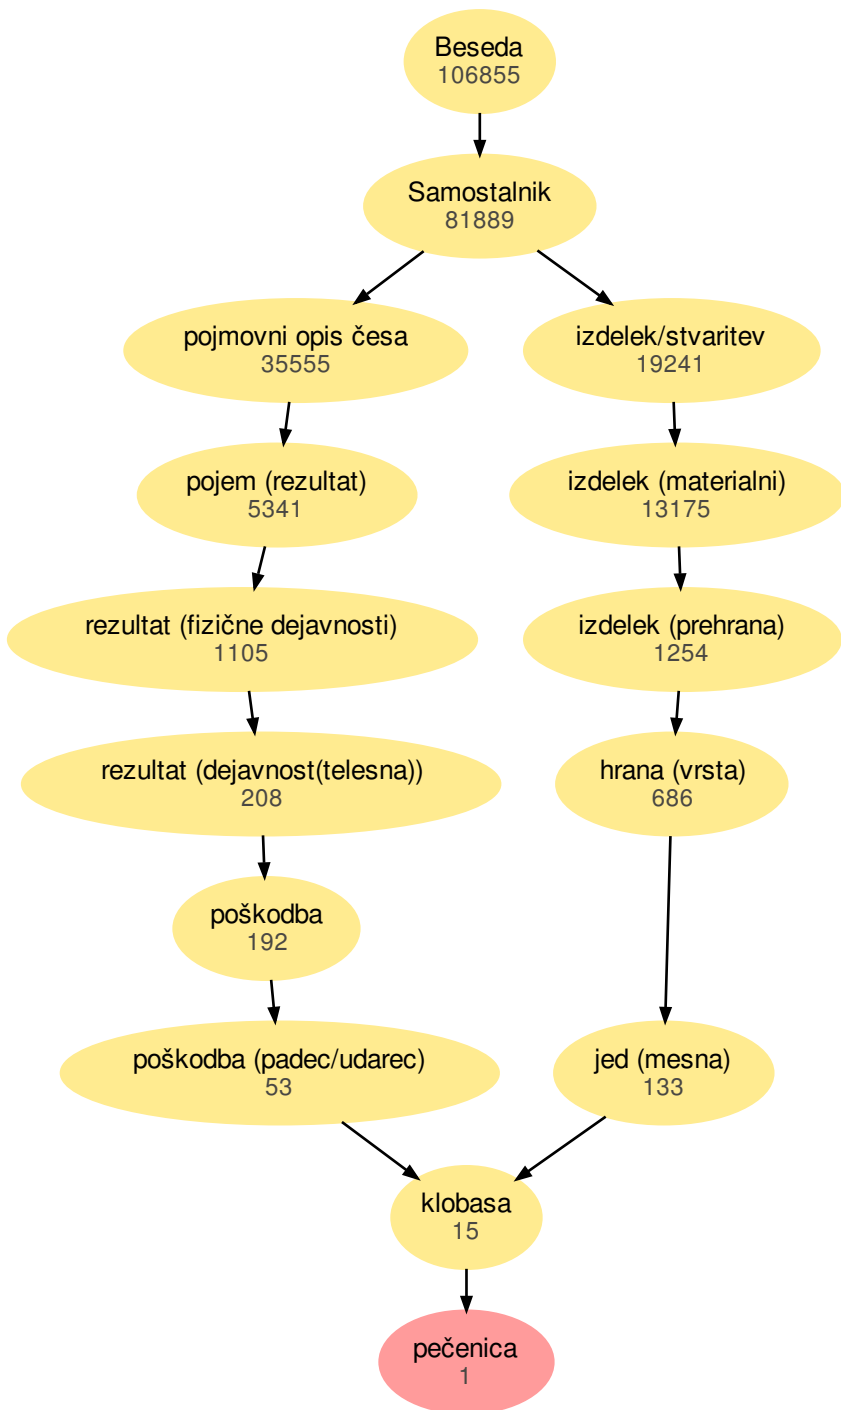 Beseda
106855
Samostalnik
81889
pojmovni opis česa
35555
izdelek/stvaritev
19241
pojem (rezultat)
5341
izdelek (materialni)
13175
rezultat (fizične dejavnosti)
1105
izdelek (prehrana)
1254
rezultat (dejavnost(telesna))
208
hrana (vrsta)
686
poškodba
192
poškodba (padec/udarec)
53
jed (mesna)
133
klobasa
15
pečenica
1